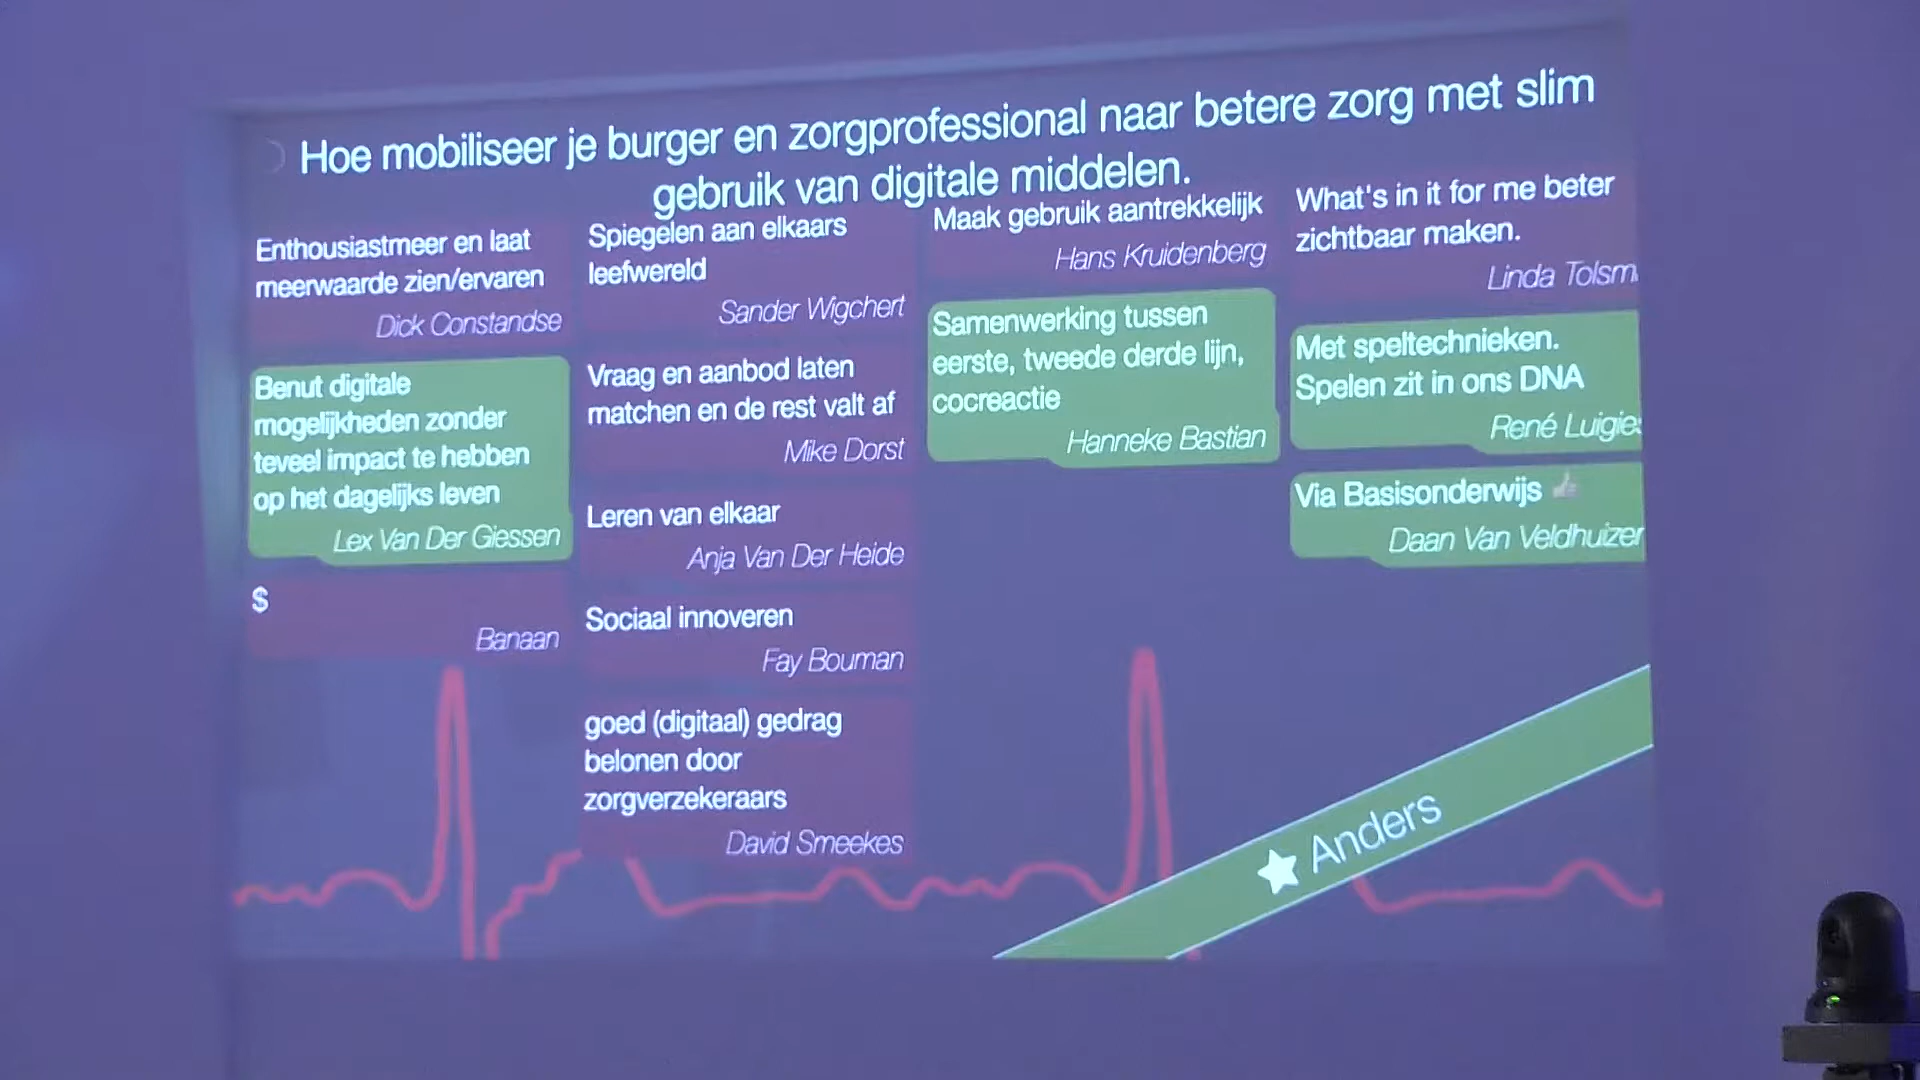 Hoe mobiliseer je burger en zorgprofessional naar betere zorg met slim
gebruik van digitale middelen.
Enthousiastmeer en laat
meerwaarde zien/ervaren
Dick Constandse
Benut digitale
mogelijkheden zonder
teveel impact te hebben
op het dagelijks leven
Lex Van Der Giessen
$
Banaan
Spiegelen aan elkaars
leefwereld
Sander Wigchert
Vraag en aanbod laten
matchen en de rest valt af
Mike Dorst
Leren van elkaar
Anja Van Der Heide
Sociaal innoveren
Fay Bouman
goed (digitaal) gedrag
belonen door
zorgverzekeraars
David Smeekes
Maak gebruik aantrekkelijk
Hans Kruidenberg
Samenwerking tussen
eerste, tweede derde lijn,
cocreactie
Hanneke Bastian
What's in it for me beter
zichtbaar maken.
Linda Tolsm
Met speltechnieken.
Spelen zit in ons DNA
René Luigies
Via Basisonderwijs
Daan Van Veldhuizen
Anders